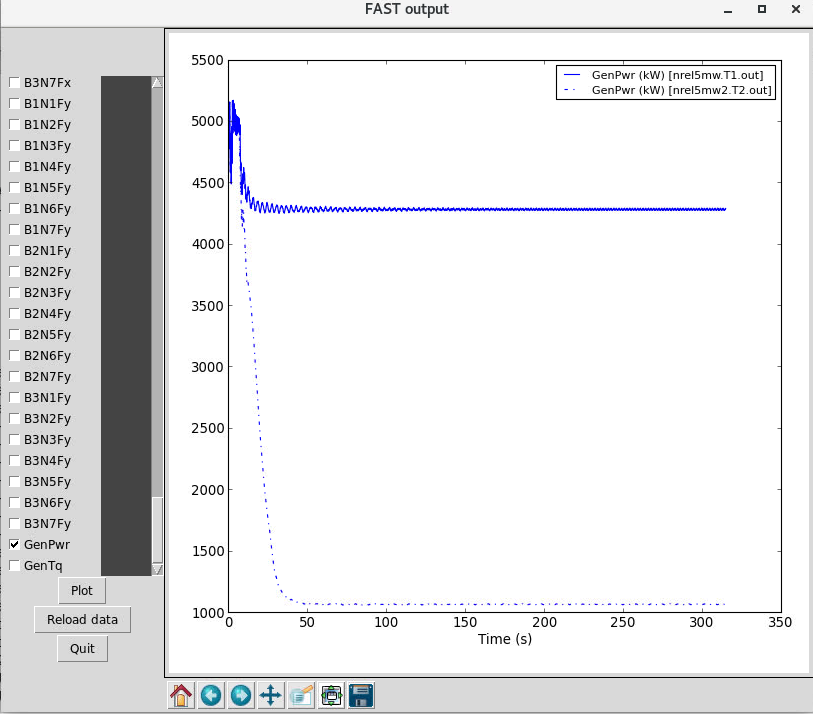 FAST output
B3N7Fx
B1N1Fy
B1N2Fy
B1N3Fy
B1N4Fy
B1N5Fy
B1N6Fy
B1N7Fy
B2N1Fy
B2N2Fy
B2N3Fy
B2N4Fy
B2N5Fy
B2N6Fy
B2N7Fy
B3N1Fy
B3N2Fy
B3N3Fy
B3N4Fy
B3N5Fy
B3N6Fy
B3N7Fy
GenPwr
GenTq
Plot
Reload data
Quit
GenPwr (kW) [nrel5mw.T1.out]
GenPwr (kW) [nrel5mw2.T2.out]
5500
5000
4500
4000
3500
3000
2500
2000
1500
1000
0 50 100 150 200 250 300 350
Time (s)